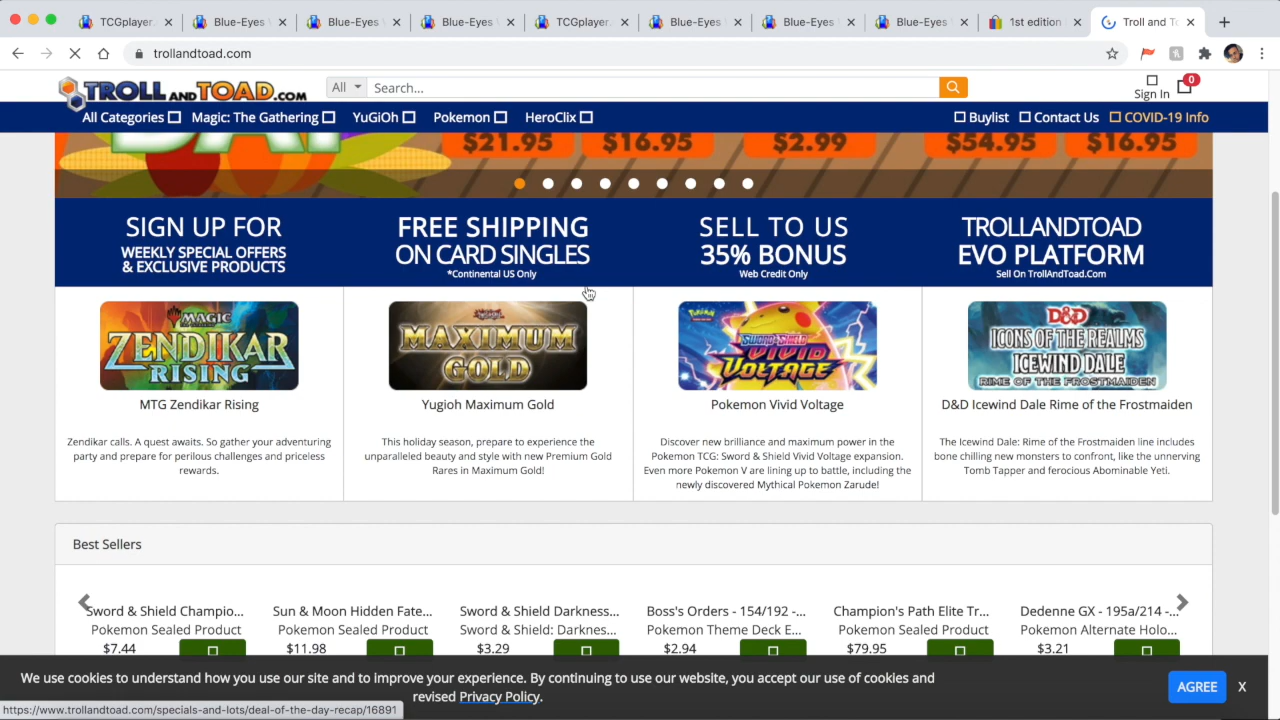 TCGplayer.
Blue-Eyes
Blue-Eyes
Blue-Eyes
TCGplayer.
Blue-Eyes
Blue-Eyes
Blue-Eyes
1st edition
Troll and To
trollandtoad.com
TROLL AND TOAD.COM
All
Search...
Sign In
0
All Categories
Magic: The Gathering
YuGiOh
Pokemon
HeroClix
Buylist
Contact Us
COVID-19 Info
$21.95
$16.95
$2.99
$54.95
$16.95
SIGN UP FOR
WEEKLY SPECIAL OFFERS
& EXCLUSIVE PRODUCTS
FREE SHIPPING
ON CARD SINGLES
*Continental US Only
SELL TO US
35% BONUS
Web Credit Only
TROLLANDTOAD
EVO PLATFORM
Sell On TrollAndToad.Com
MAGIC
ZENDIKAR
RISING
MTG Zendikar Rising
Zendikar calls. A quest awaits. So gather your adventuring
party and prepare for perilous challenges and priceless
rewards.
MAXIMUM
GOLD
Yugioh Maximum Gold
This holiday season, prepare to experience the
unparalleled beauty and style with new Premium Gold
Rares in Maximum Gold!
Pokémon
SWORD & SHIELD
VIVID
VOLTAGE
Pokemon Vivid Voltage
Discover new brilliance and maximum power in the
Pokemon TCG: Sword & Shield Vivid Voltage expansion.
Even more Pokemon V are lining up to battle, including the
newly discovered Mythical Pokemon Zarude!
D&D
ICONS OF THE REALMS
ICEWIND DALE
RIME OF THE FROSTMAIDEN
D&D Icewind Dale Rime of the Frostmaiden
The Icewind Dale: Rime of the Frostmaiden line includes
bone chilling new monsters to confront, like the unnerving
Tomb Tapper and ferocious Abominable Yeti.
Best Sellers
Sword & Shield Champio...
Pokemon Sealed Product
$7.44
Sun & Moon Hidden Fate...
Pokemon Sealed Product
$11.98
Sword & Shield Darkness...
Sword & Shield: Darknes...
$3.29
Boss's Orders - 154/192 -...
Pokemon Theme Deck E...
$2.94
Champion's Path Elite Tr...
Pokemon Sealed Product
$79.95
Dedenne GX - 195a/214 -...
Pokemon Alternate Holo...
$3.21
We use cookies to understand how you use our site and to improve your experience. By continuing to use our website, you accept our use of cookies and
revised Privacy Policy.
AGREE
X
https://www.trollandtoad.com/specials-and-lots/deal-of-the-day-recap/16891